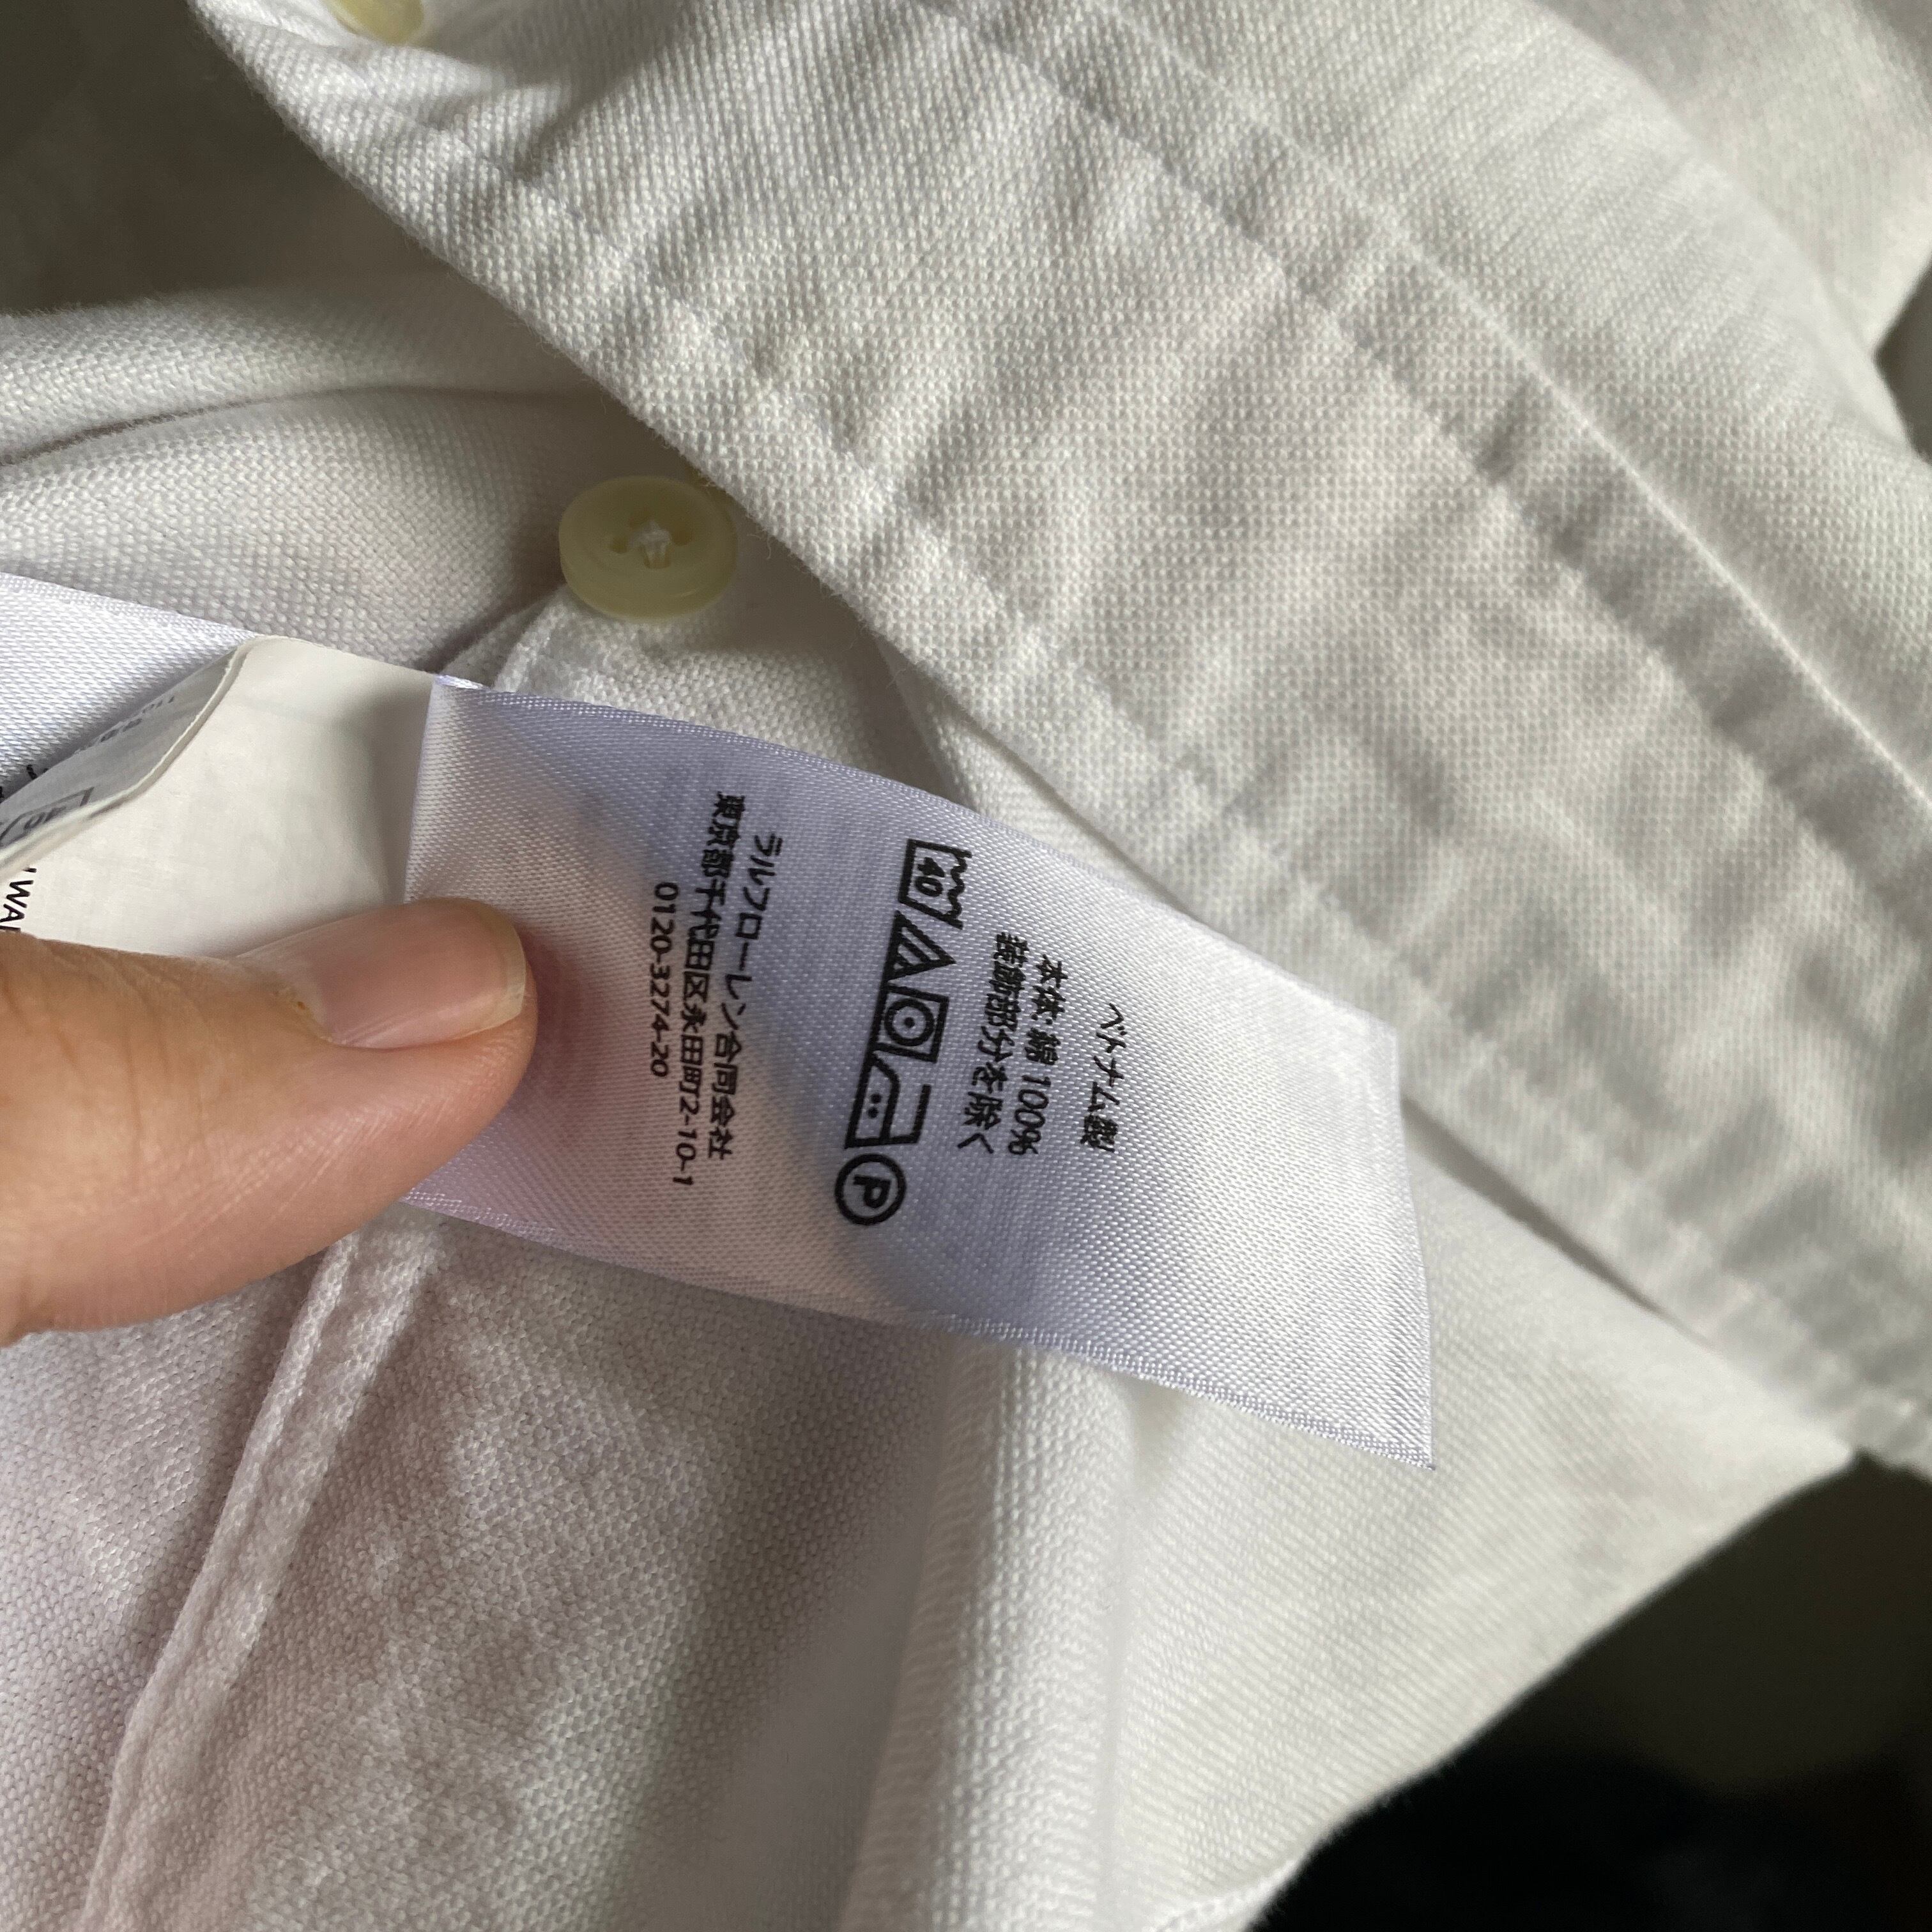 ベトナム製
本体 綿 100%
装飾部分を除く
40
P
ラルフローレン合同会社
東京都千代田区永田町2-10-1
0120-3274-20
40